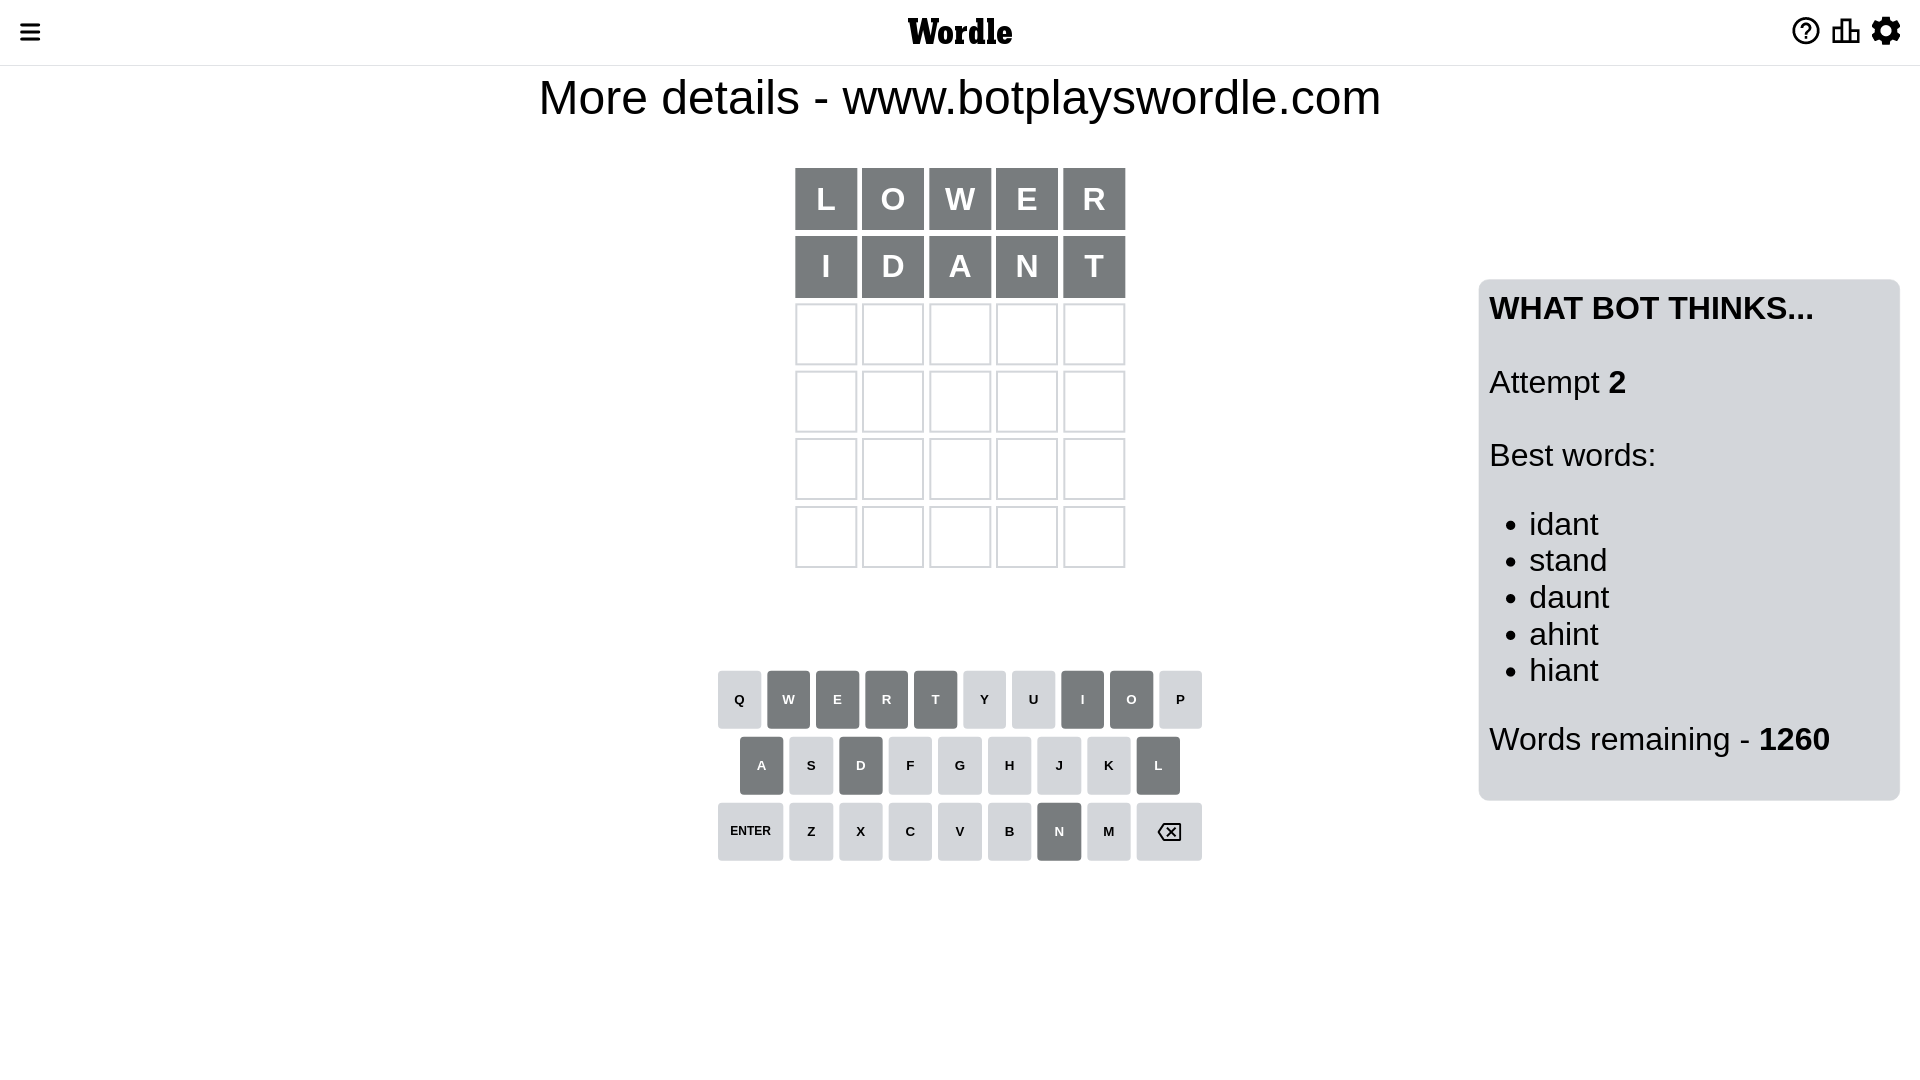 Wordle
More details - www.botplayswordle.com
L O W E R
I D A N T
WHAT BOT THINKS...
Attempt 2
Best words:
• idant
• stand
• daunt
• ahint
• hiant
Words remaining - 1260
Q W E R T Y U I O P
A S D F G H J K L
ENTER Z X C V B N M